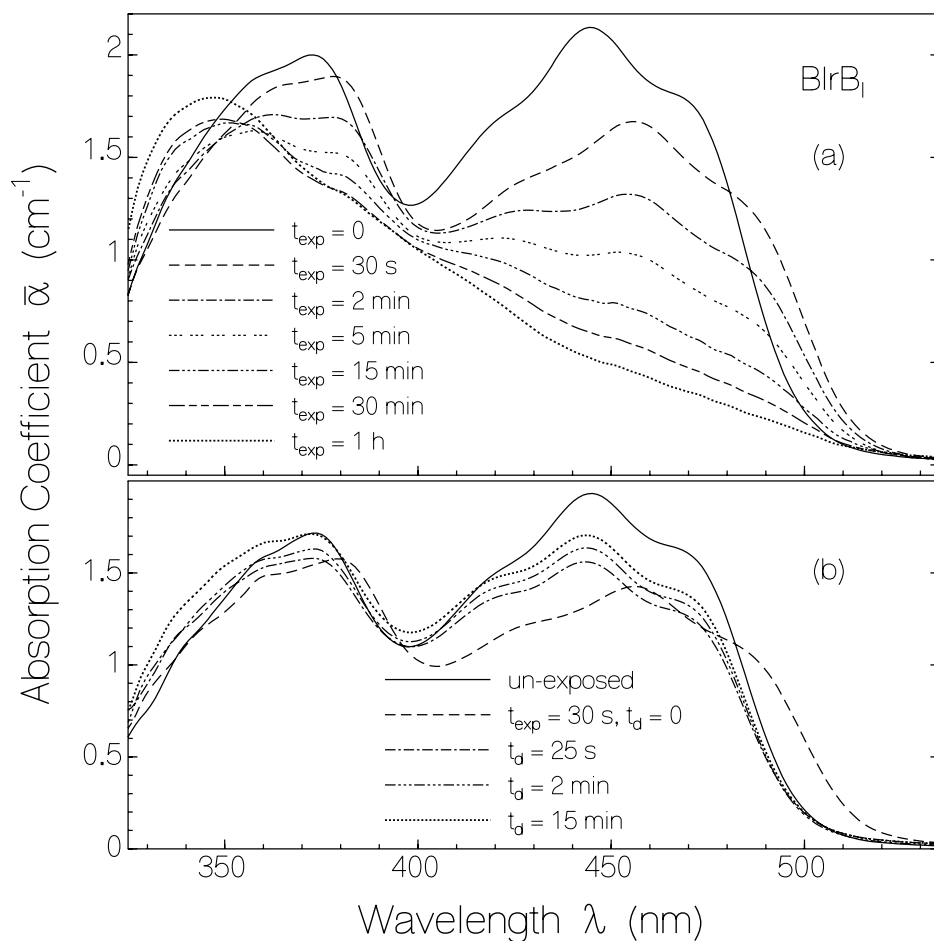 Absorption Coefficient ᾱ (cm⁻¹)
2
1.5
1
0.5
0
BlrB_l
(a)
t_exp = 0
t_exp = 30 s
t_exp = 2 min
t_exp = 5 min
t_exp = 15 min
t_exp = 30 min
t_exp = 1 h
1.5
1
0.5
0
(b)
un-exposed
t_exp = 30 s, t_d = 0
t_d = 25 s
t_d = 2 min
t_d = 15 min
350
400
450
500
Wavelength λ (nm)